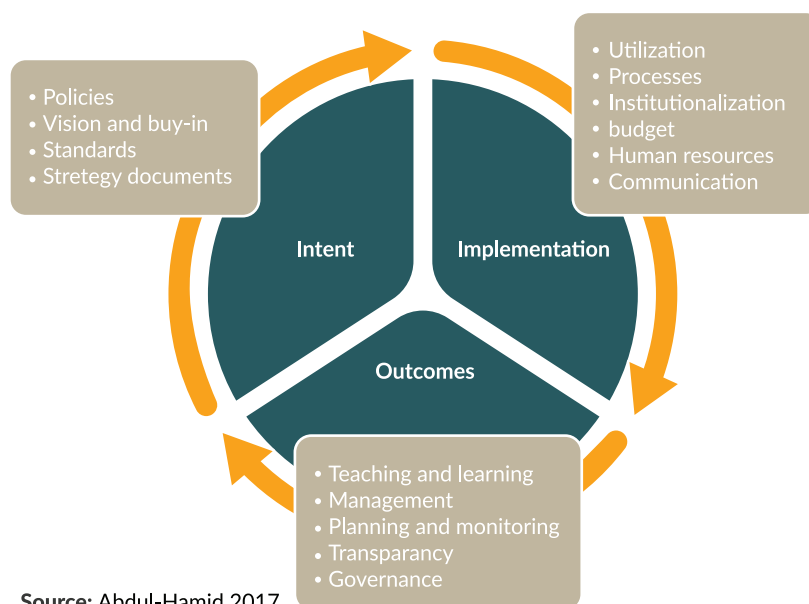 • Policies
• Vision and buy-in
• Standards
• Stretegy documents
• Utilization
• Processes
• Institutionalization
• budget
• Human resources
• Communication
Intent
Implementation
Outcomes
• Teaching and learning
• Management
• Planning and monitoring
• Transparancy
• Governance
Source: Abdul-Hamid 2017